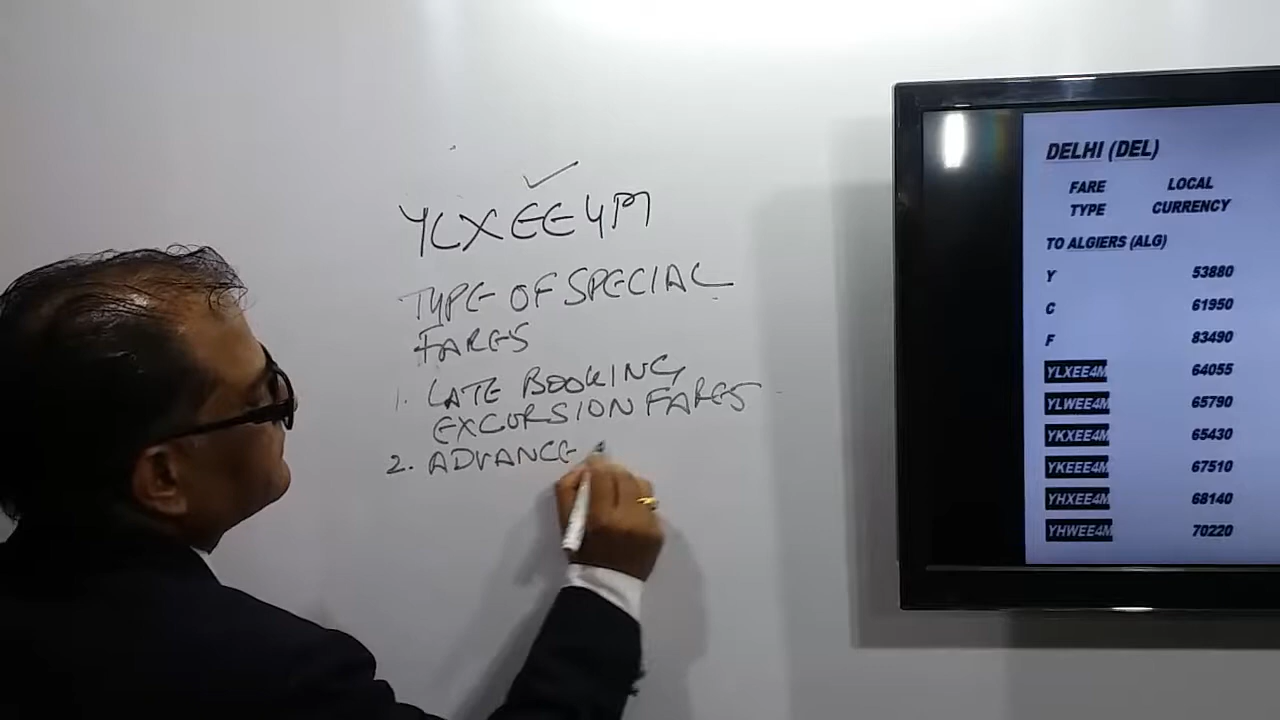 YLXEE4M
TYPE OF SPECIAL
FARES
1. LATE BOOKING
EXCURSION FARES
2. ADVANCE
DELHI (DEL)
FARE LOCAL
TYPE CURRENCY
TO ALGIERS (ALG)
Y 53880
C 61950
F 83490
YLXEE4M 64055
YLWEE4M 65790
YKXEE4M 65430
YKEEE4M 67510
YHXEE4M 68140
YHWEE4M 70220